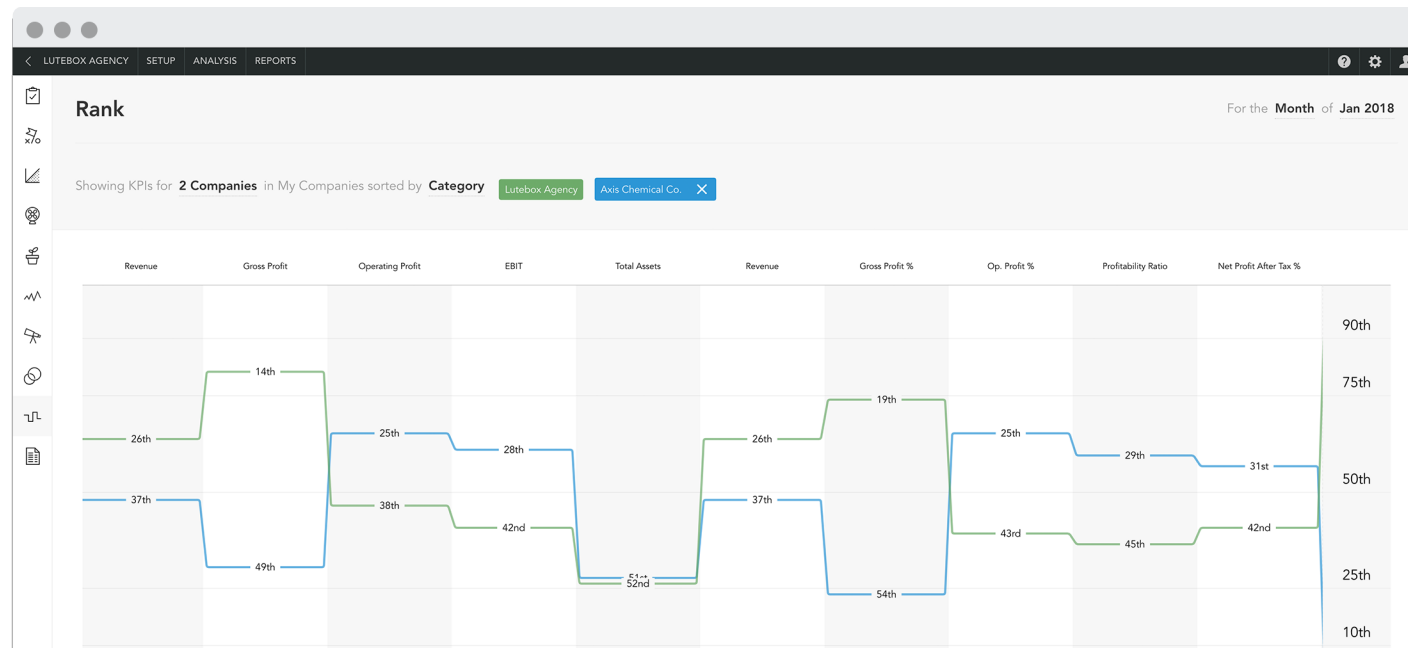 LUTEBOX AGENCY SETUP ANALYSIS REPORTS
Rank
For the Month of Jan 2018
Showing KPIs for 2 Companies in My Companies sorted by Category Lutebox Agency Axis Chemical Co.
Revenue Gross Profit Operating Profit EBIT Total Assets Revenue Gross Profit % Op. Profit % Profitability Ratio Net Profit After Tax %
90th
14th
75th
19th
25th 25th
26th 26th
28th
29th
31st
50th
37th 37th
38th
42nd 42nd
43rd
45th
49th
25th
51st
52nd
54th
10th